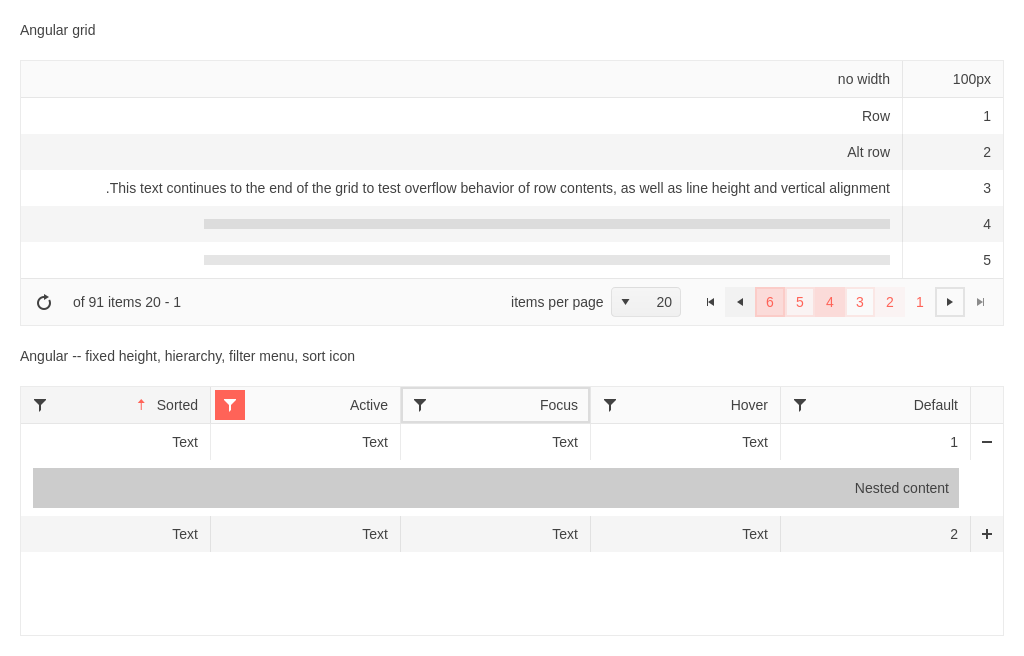 Angular grid
no width 100px
Row 1
Alt row 2
.This text continues to the end of the grid to test overflow behavior of row contents, as well as line height and vertical alignment 3
4
5
of 91 items 20 - 1 items per page 20 6 5 4 3 2 1
Angular -- fixed height, hierarchy, filter menu, sort icon
Sorted Active Focus Hover Default
Text Text Text Text 1
Nested content
Text Text Text Text 2